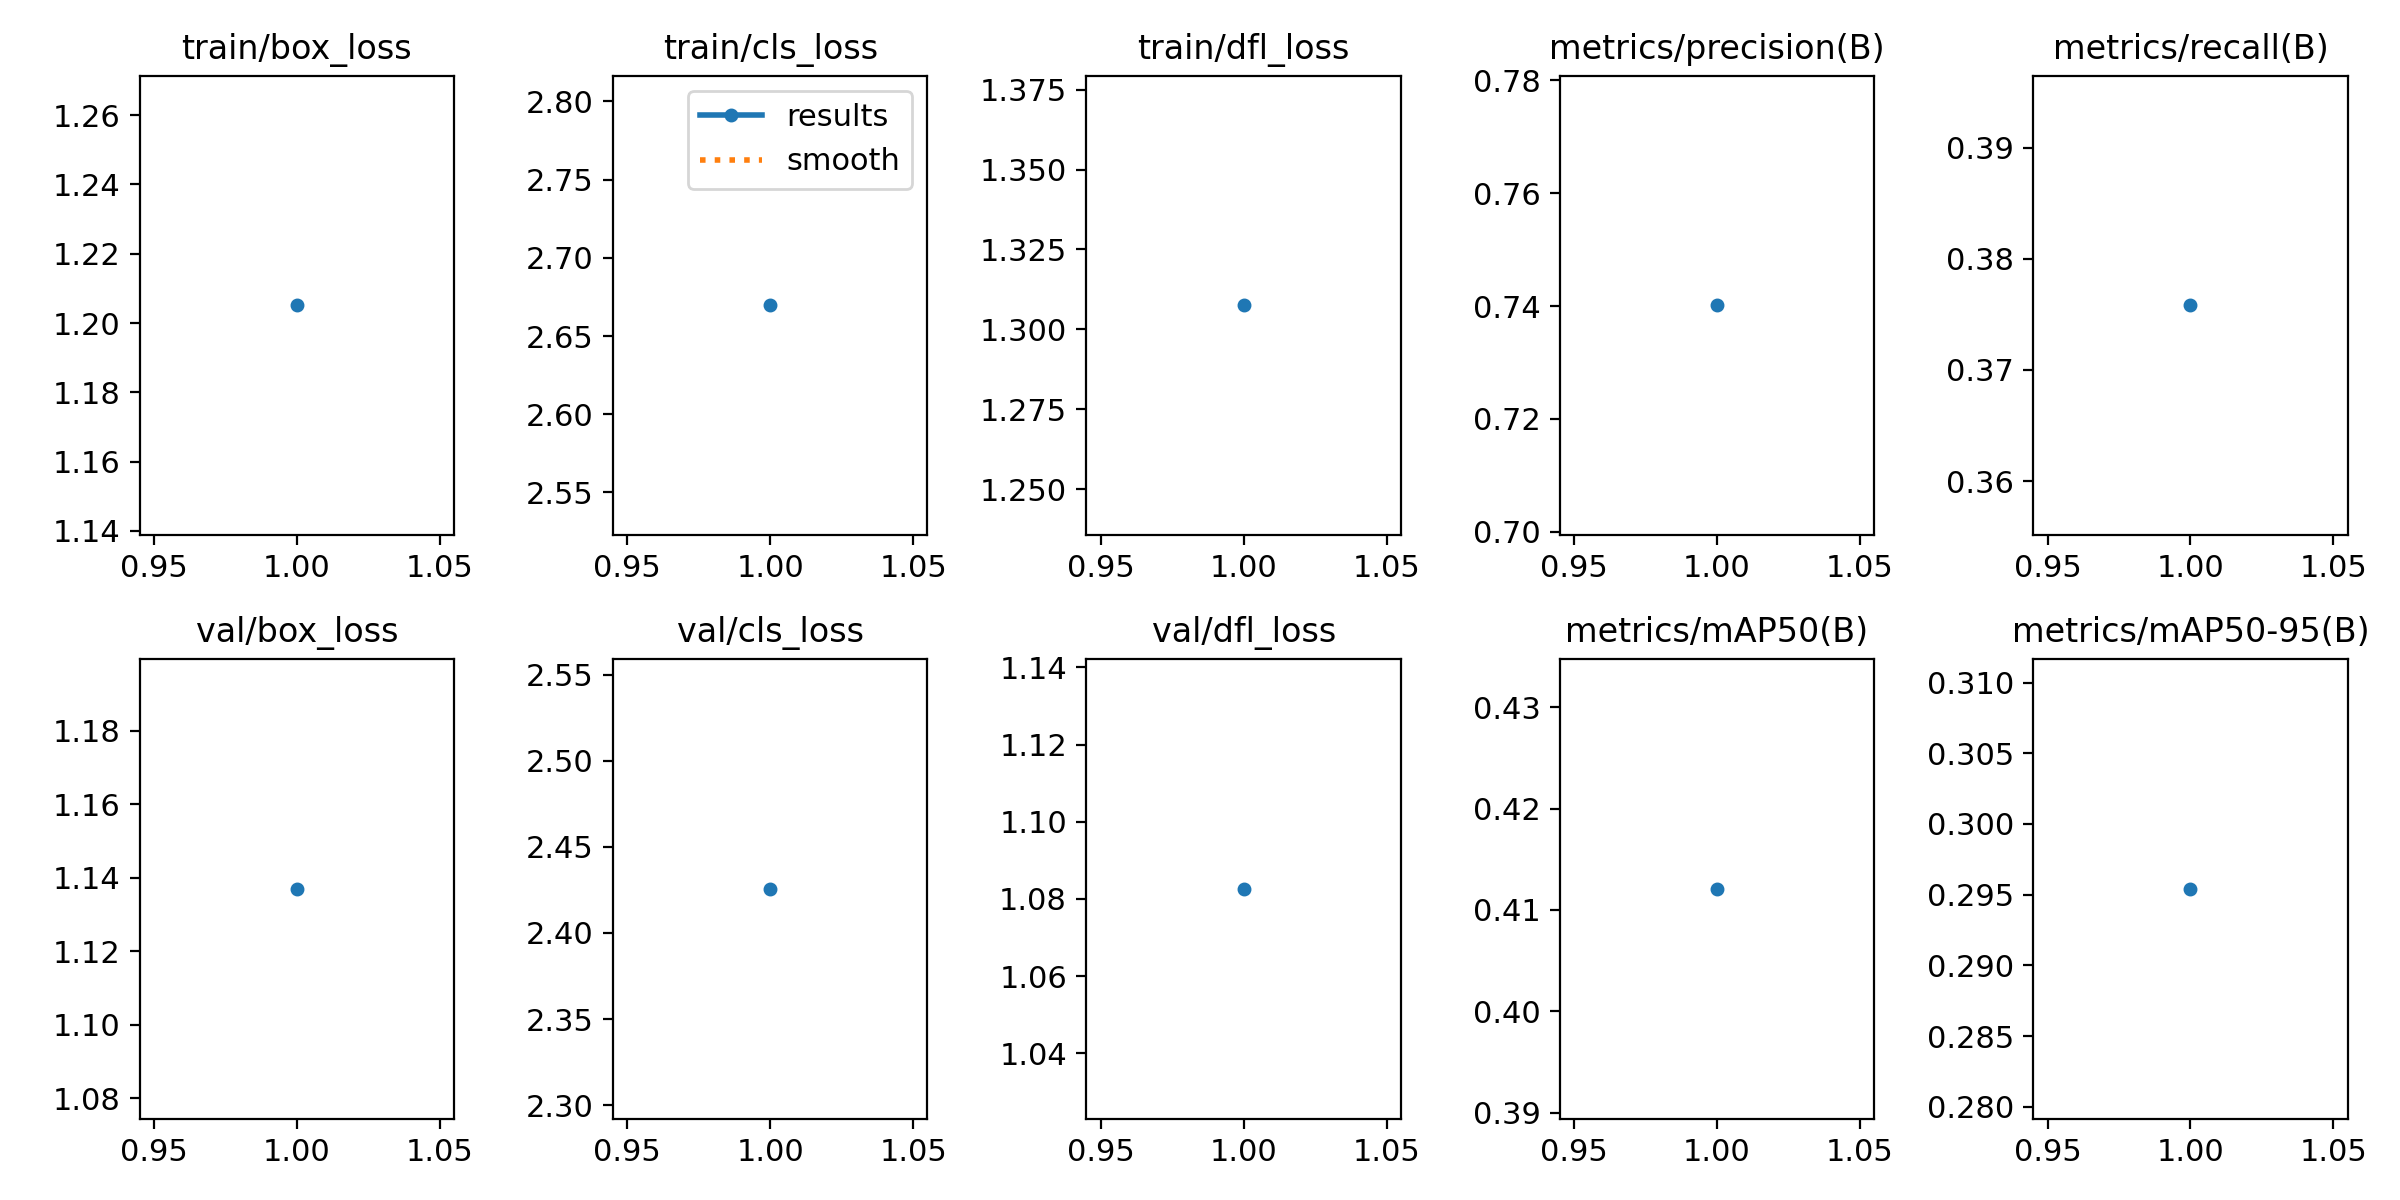 train/box_loss
1.26
1.24
1.22
1.20
1.18
1.16
1.14
0.95 1.00 1.05
train/cls_loss
results
smooth
2.80
2.75
2.70
2.65
2.60
2.55
0.95 1.00 1.05
train/dfl_loss
1.375
1.350
1.325
1.300
1.275
1.250
0.95 1.00 1.05
metrics/precision(B)
0.78
0.76
0.74
0.72
0.70
0.95 1.00 1.05
metrics/recall(B)
0.39
0.38
0.37
0.36
0.95 1.00 1.05
val/box_loss
1.18
1.16
1.14
1.12
1.10
1.08
0.95 1.00 1.05
val/cls_loss
2.55
2.50
2.45
2.40
2.35
2.30
0.95 1.00 1.05
val/dfl_loss
1.14
1.12
1.10
1.08
1.06
1.04
0.95 1.00 1.05
metrics/mAP50(B)
0.43
0.42
0.41
0.40
0.39
0.95 1.00 1.05
metrics/mAP50-95(B)
0.310
0.305
0.300
0.295
0.290
0.285
0.280
0.95 1.00 1.05